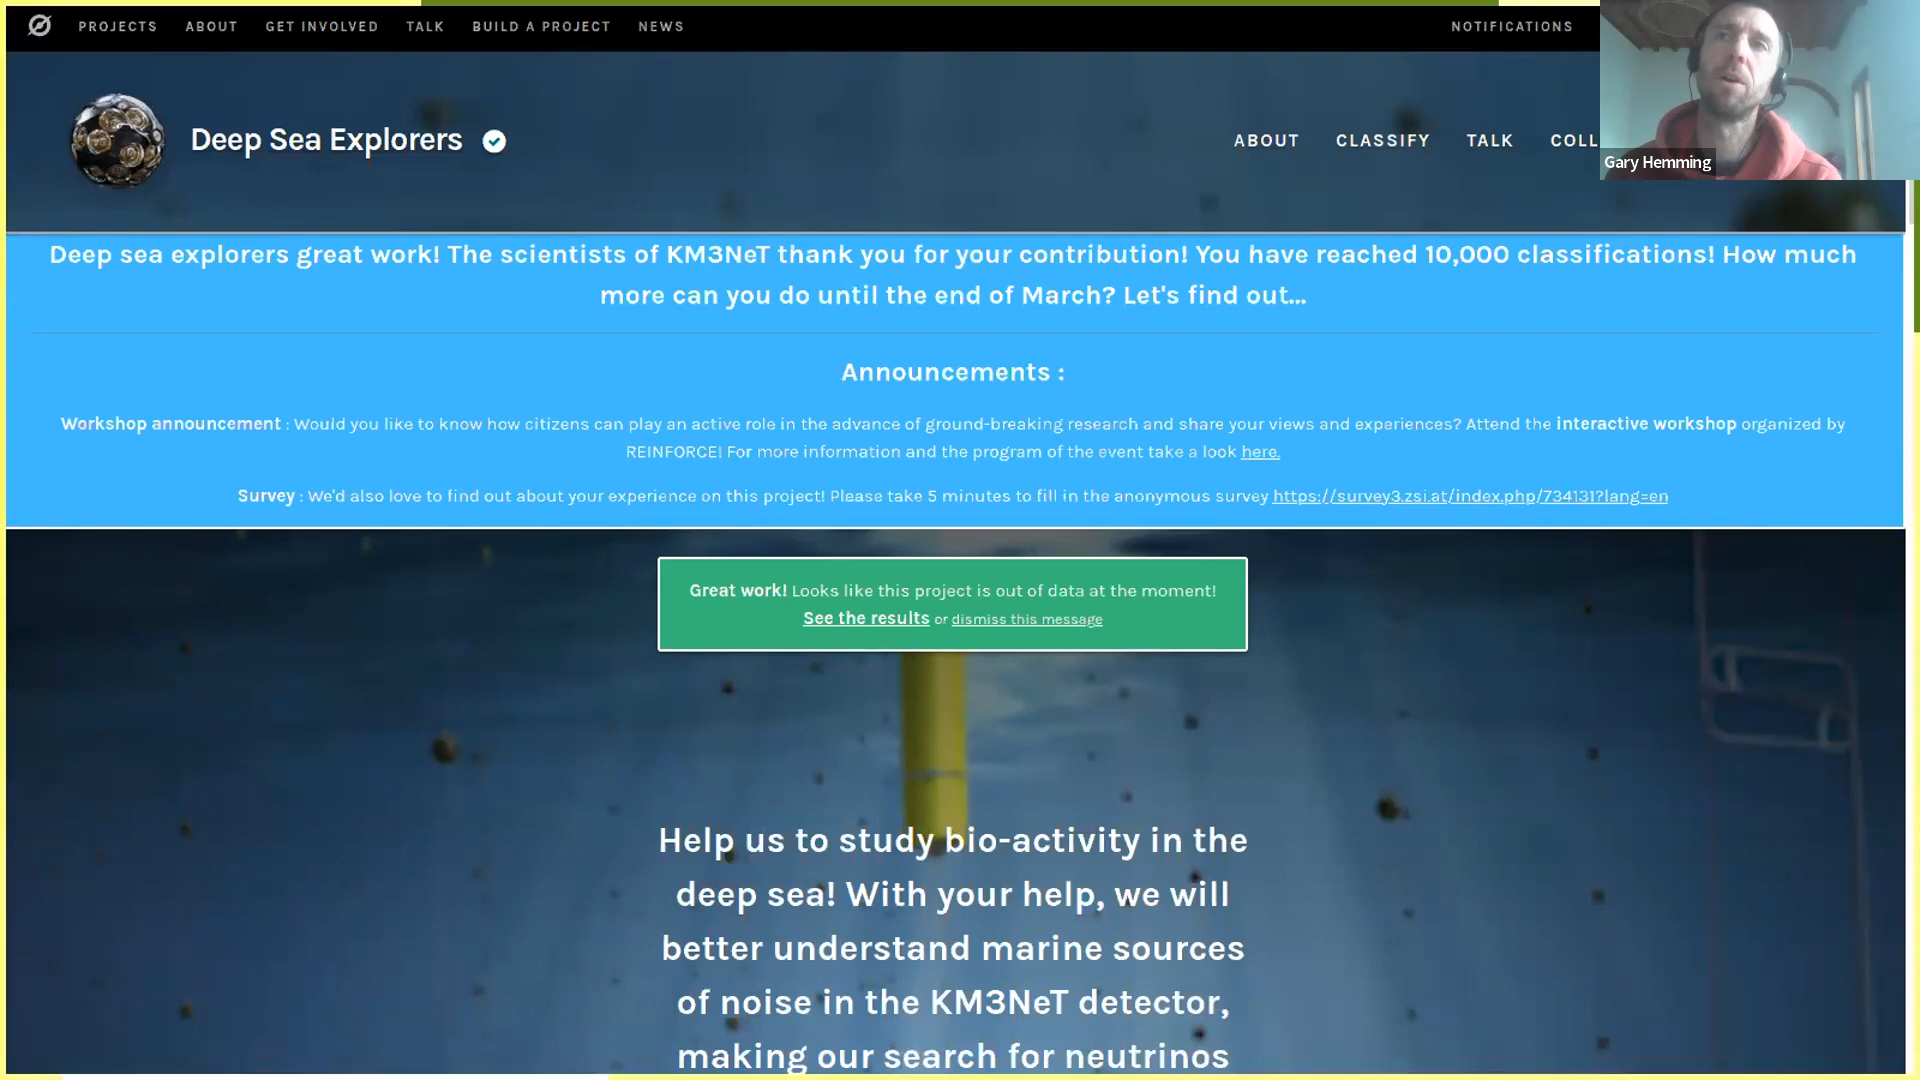 PROJECTS ABOUT GET INVOLVED TALK BUILD A PROJECT NEWS NOTIFICATIONS
Gary Hemming
Deep Sea Explorers
ABOUT CLASSIFY TALK COLL
Deep sea explorers great work! The scientists of KM3NeT thank you for your contribution! You have reached 10,000 classifications! How much
more can you do until the end of March? Let's find out...
Announcements :
Workshop announcement : Would you like to know how citizens can play an active role in the advance of ground-breaking research and share your views and experiences? Attend the interactive workshop organized by
REINFORCE! For more information and the program of the event take a look here.
Survey : We'd also love to find out about your experience on this project! Please take 5 minutes to fill in the anonymous survey https://survey3.zsi.at/index.php/734131?lang=en
Great work! Looks like this project is out of data at the moment!
See the results or dismiss this message
Help us to study bio-activity in the
deep sea! With your help, we will
better understand marine sources
of noise in the KM3NeT detector,
making our search for neutrinos